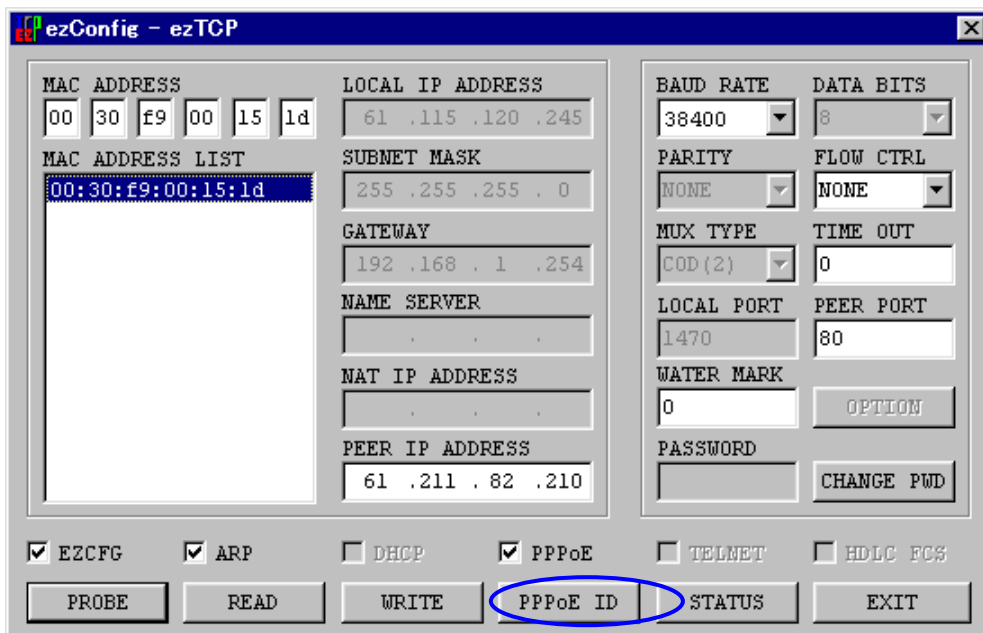 ezConfig - ezTCP
MAC ADDRESS
00 30 f9 00 15 1d
MAC ADDRESS LIST
00:30:f9:00:15:1d
LOCAL IP ADDRESS
61 .115 .120 .245
SUBNET MASK
255 .255 .255 . 0
GATEWAY
192 .168 . 1 .254
NAME SERVER
. . .
NAT IP ADDRESS
. . .
PEER IP ADDRESS
61 .211 . 82 .210
BAUD RATE DATA BITS
38400 8
PARITY FLOW CTRL
NONE NONE
MUX TYPE TIME OUT
COD(2) 0
LOCAL PORT PEER PORT
1470 80
WATER MARK
0 OPTION
PASSWORD
CHANGE PWD
EZCFG ARP DHCP PPPoE TELNET HDLC FCS
PROBE READ WRITE PPPoE ID STATUS EXIT